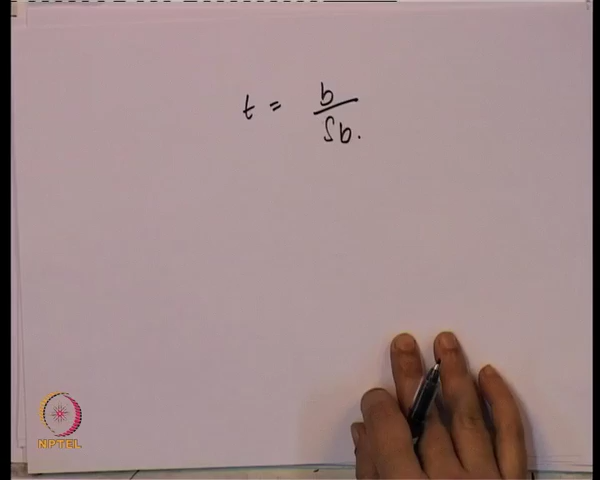 t = b / Sb.
NPTEL